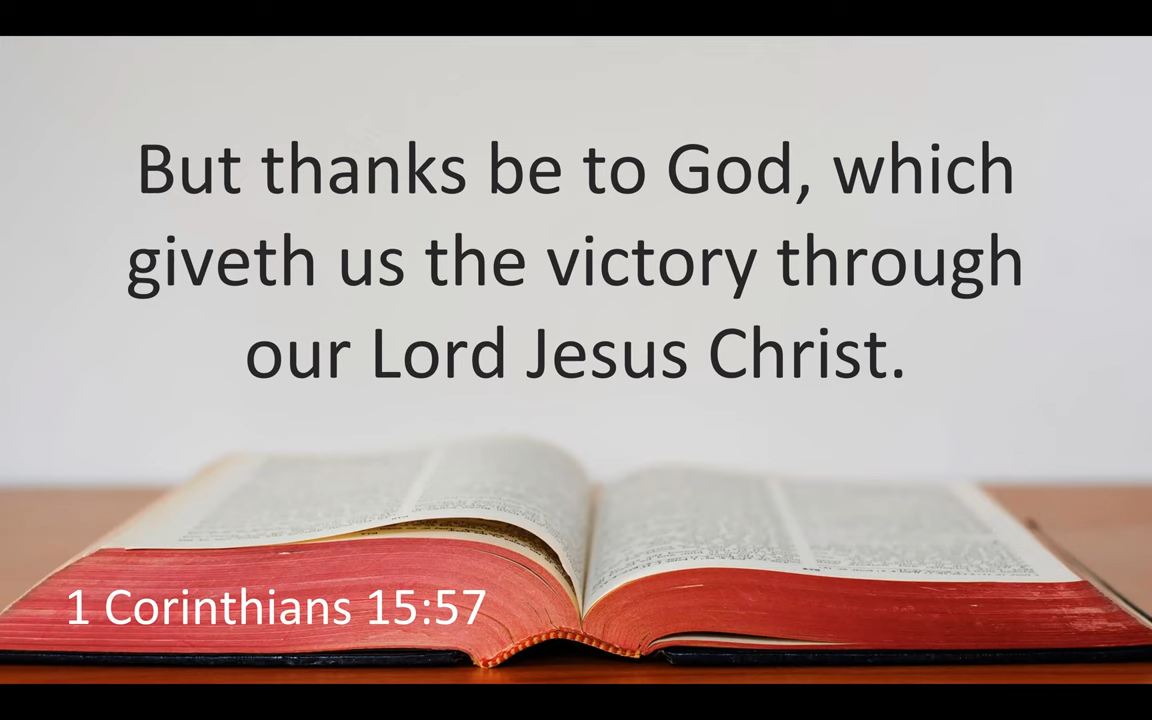 But thanks be to God, which
giveth us the victory through
our Lord Jesus Christ.
1 Corinthians 15:57